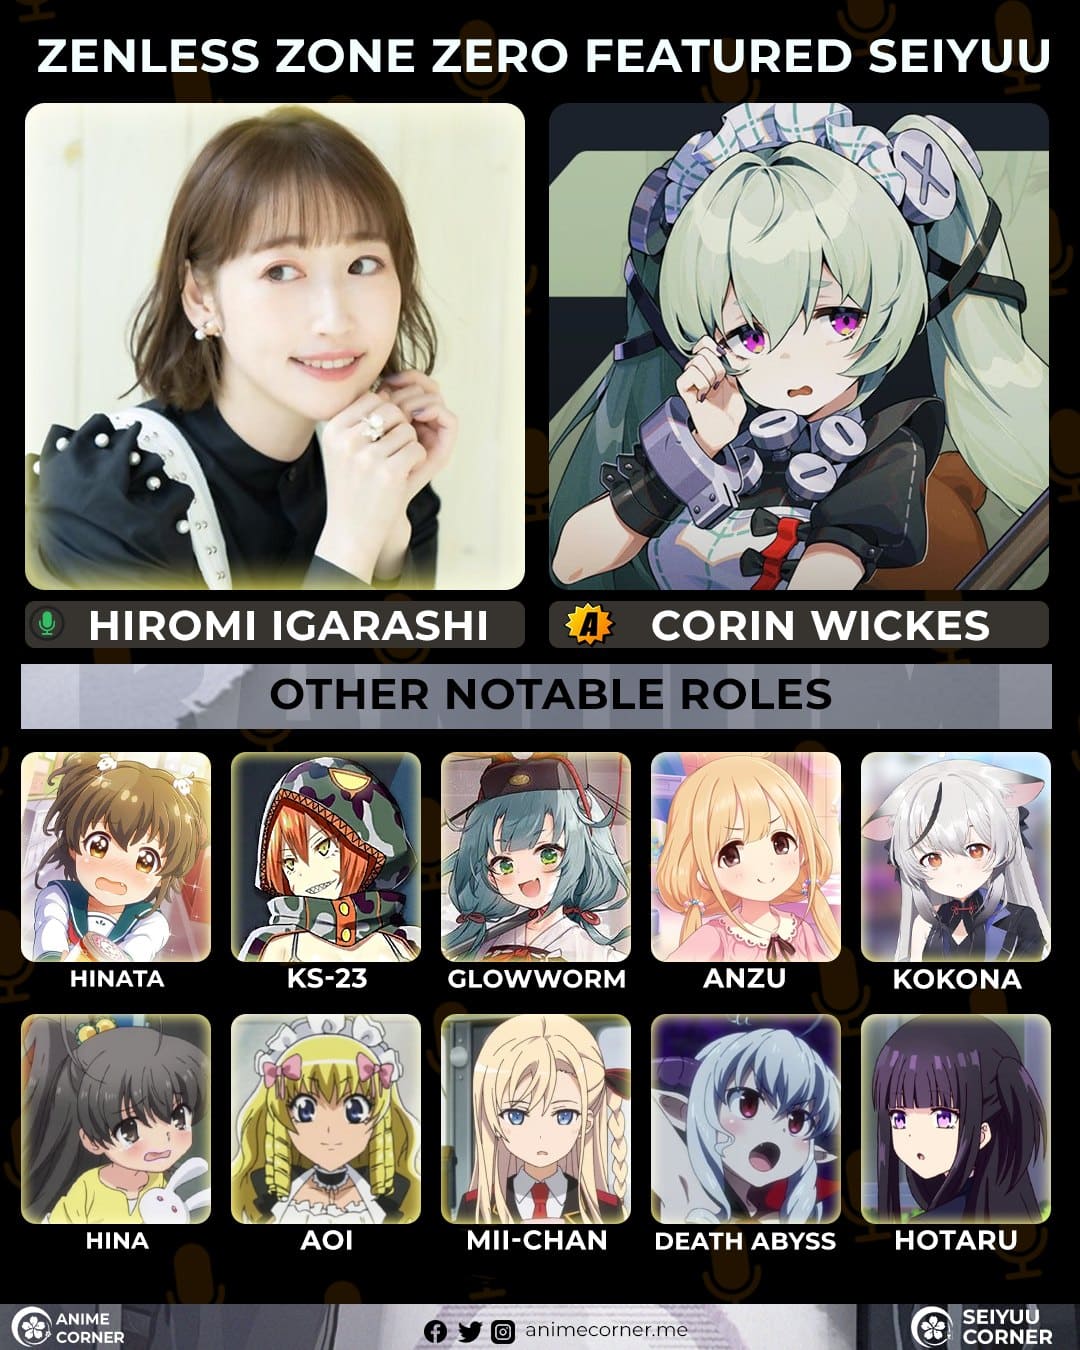 ZENLESS ZONE ZERO FEATURED SEIYUU
HIROMI IGARASHI
A
CORIN WICKES
OTHER NOTABLE ROLES
HINATA
KS-23
GLOWWORM
ANZU
KOKONA
HINA
AOI
MII-CHAN
DEATH ABYSS
HOTARU
ANIME
CORNER
animecorner.me
SEIYUU
CORNER